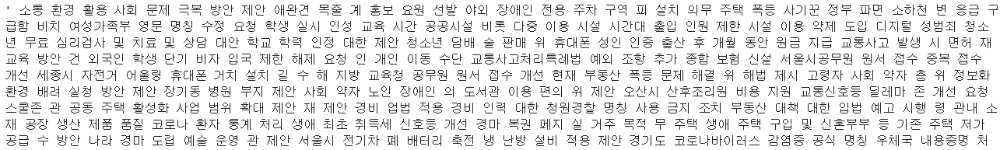 ' 소통 환경 활용 사회 문제 극복 방안 제안 애완견 목줄 계 홍보 요원 선발 야외 장애인 전용 주차 구역 피 설치 의무 주택 폭등 사기꾼 정부 파면 소하천 변 응급 구
급함 비치 여성가족부 영문 명칭 수정 요청 학생 실시 인성 교육 시간 공공시설 비롯 다중 이용 시설 시간대 출입 인원 제한 시설 이용 약제 도입 디지털 성범죄 청소
년 무료 심리검사 및 치료 및 상담 대안 학교 학력 인정 대한 제안 청소년 담배 술 판매 위 휴대폰 성인 인증 출산 후 개월 동안 원금 지급 교통사고 발생 시 면허 재
교육 방안 건 외국인 학생 단기 비자 입국 제한 해제 요청 인 개인 이동 수단 교통사고처리특례법 예외 조항 추가 종합 보험 신설 서울시공무원 원서 접수 중복 접수
개선 세종시 자전거 어울링 휴대폰 거치 설치 길 수 해 지방 교육청 공무원 원서 접수 개선 현재 부동산 폭등 문제 해결 위 해법 제시 고령자 사회 약자 층 위 정보화
환경 배려 실청 방안 제안 장기동 병원 부지 제안 사회 약자 노인 장애인 의 도서관 이용 편의 위 제안 오산시 산후조리원 비용 지원 교통신호등 딜레마 존 개선 요청
스쿨존 관 공동 주택 활성화 사업 범위 확대 제안 재 제안 경비 업법 적용 경비 인력 대한 청원경찰 명칭 사용 금지 조치 부동산 대책 대한 입법 예고 시행 령 관내 소
재 공장 생산 제품 품질 코로나 환자 통계 처리 생애 최초 취득세 신호등 개선 경마 복권 폐지 실 거주 목적 무 주택 생애 주택 구입 및 신혼부부 등 기존 주택 저가
공급 수 방안 나라 경마 도립 예술 운영 관 제안 서울시 전기차 폐 배터리 축전 냉 난방 설비 적용 제안 경기도 코로나바이러스 감염증 공식 명칭 우체국 내용증명 처